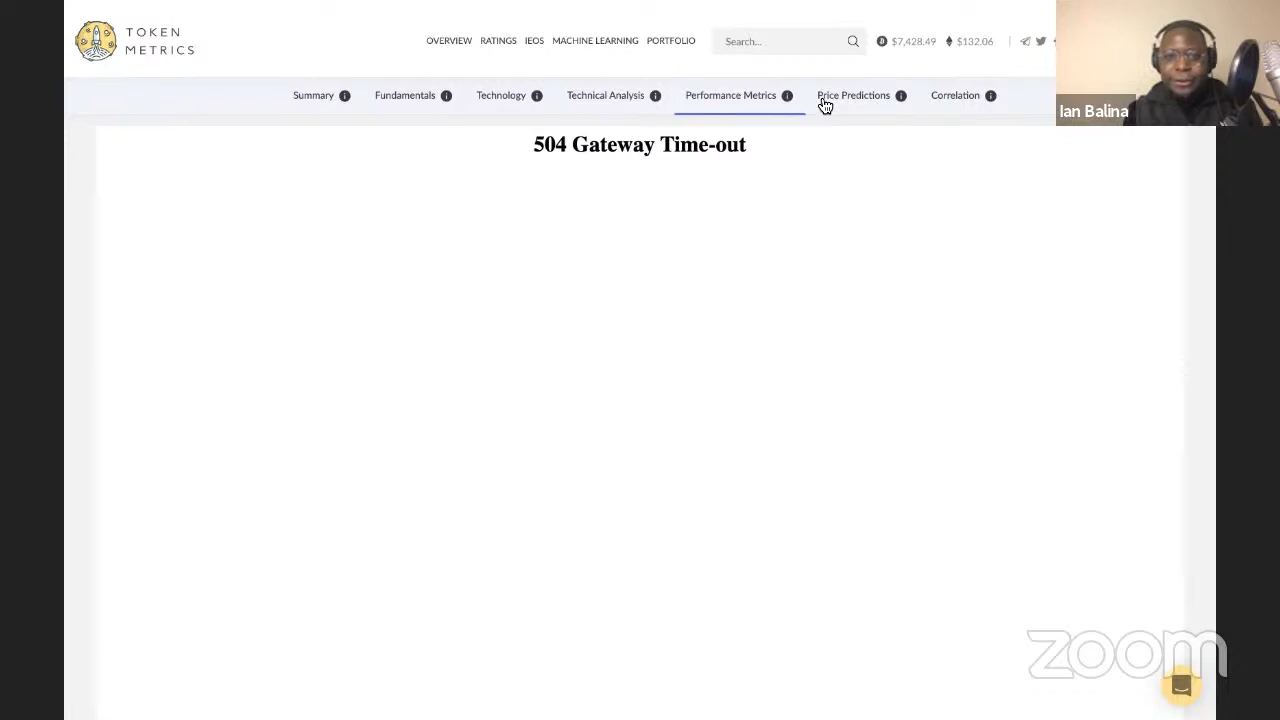 TOKEN
METRICS
OVERVIEW RATINGS IEOS MACHINE LEARNING PORTFOLIO Search... $7,428.49 $132.06
Summary Fundamentals Technology Technical Analysis Performance Metrics Price Predictions Correlation
Ian Balina
504 Gateway Time-out
zoom